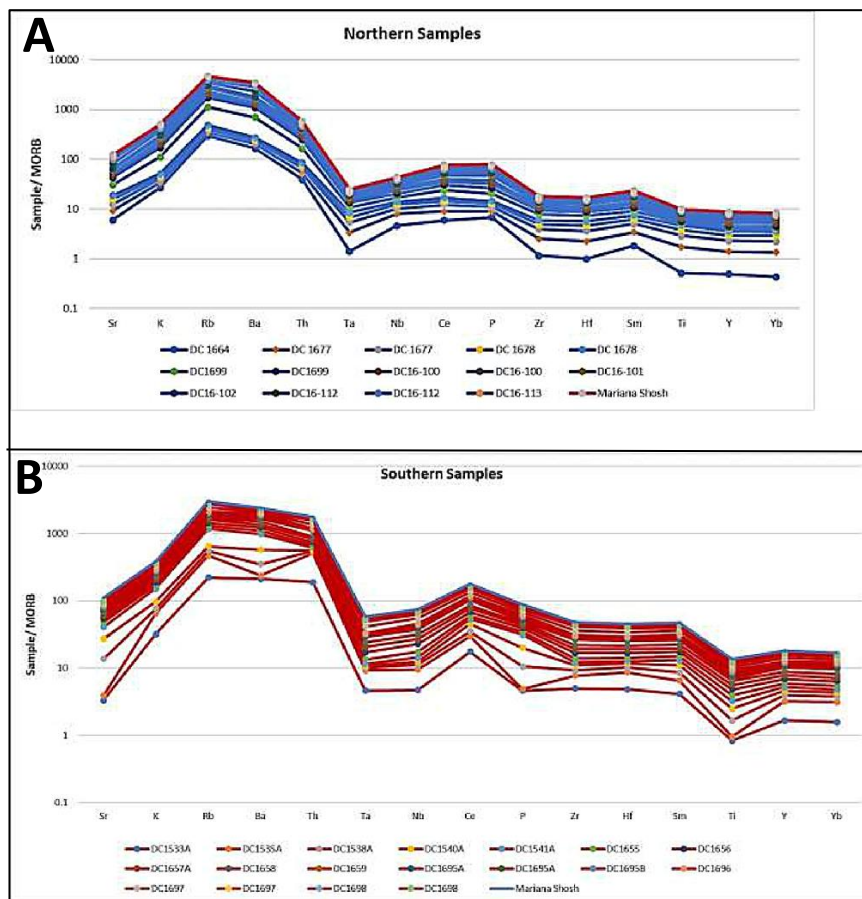 A
Northern Samples
10000
1000
100
10
1
0.1
Sample/ MORB
Sr K Rb Ba Th Ta Nb Ce P Zr Hf Sm Ti Y Yb
DC 1664 DC 1677 DC 1677 DC 1678 DC 1678
DC1699 DC1699 DC16-100 DC16-100 DC16-101
DC16-102 DC16-112 DC16-112 DC16-113 Mariana Shosh
B
Southern Samples
10000
1000
100
10
1
0.1
Sample/ MORB
Sr K Rb Ba Th Ta Nb Ce P Zr Hf Sm Ti Y Yb
DC1533A DC1535A DC1538A DC1540A DC1541A DC1655 DC1656
DC1657A DC1658 DC1659 DC1695A DC1695A DC1695B DC1696
DC1697 DC1697 DC1698 DC1698 Mariana Shosh